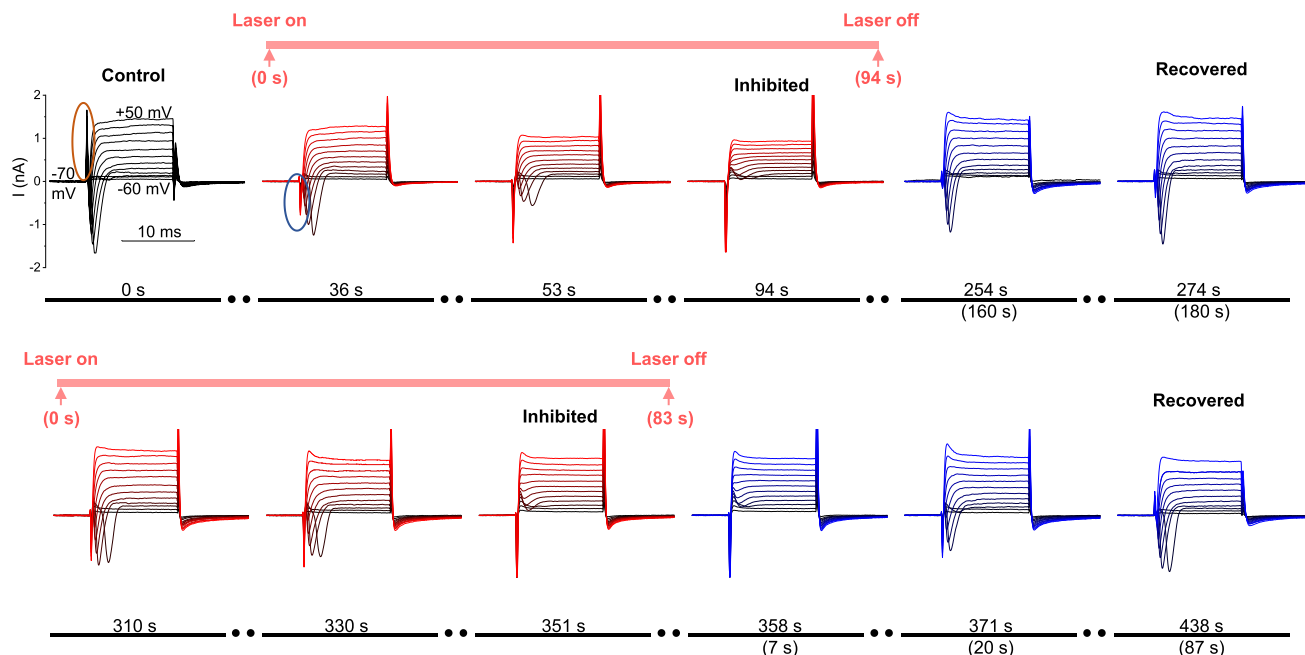 Laser on
Laser off
(0 s)
(94 s)
Control
Inhibited
Recovered
2
1
0
-1
-2
I (nA)
+50 mV
-70
mV
-60 mV
10 ms
0 s
36 s
53 s
94 s
254 s
274 s
(160 s)
(180 s)
Laser on
Laser off
(0 s)
(83 s)
Inhibited
Recovered
310 s
330 s
351 s
358 s
371 s
438 s
(7 s)
(20 s)
(87 s)